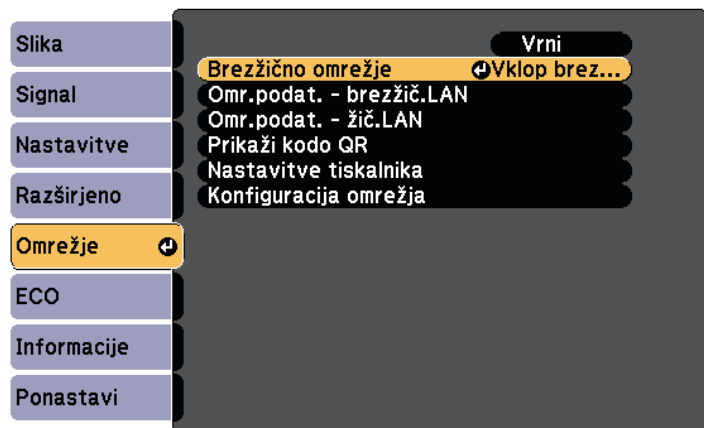 Slika
Signal
Nastavitve
Razširjeno
Omrežje
ECO
Informacije
Ponastavi
Vrni
Brezžično omrežje Vklop brez...
Omr.podat. - brezžič.LAN
Omr.podat. - žič.LAN
Prikaži kodo QR
Nastavitve tiskalnika
Konfiguracija omrežja